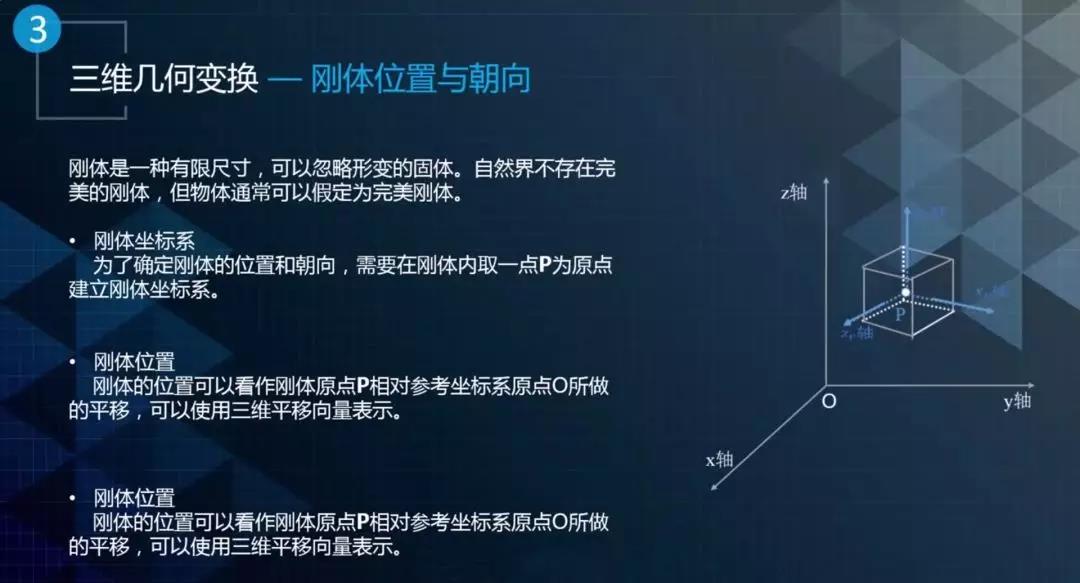 3
三维几何变换 — 刚体位置与朝向
刚体是一种有限尺寸，可以忽略形变的固体。自然界不存在完
美的刚体，但物体通常可以假定为完美刚体。
• 刚体坐标系
为了确定刚体的位置和朝向，需要在刚体内取一点P为原点
建立刚体坐标系。
• 刚体位置
刚体的位置可以看作刚体原点P相对参考坐标系原点O所做
的平移，可以使用三维平移向量表示。
• 刚体位置
刚体的位置可以看作刚体原点P相对参考坐标系原点O所做
的平移，可以使用三维平移向量表示。
z轴
P
O
y轴
x轴